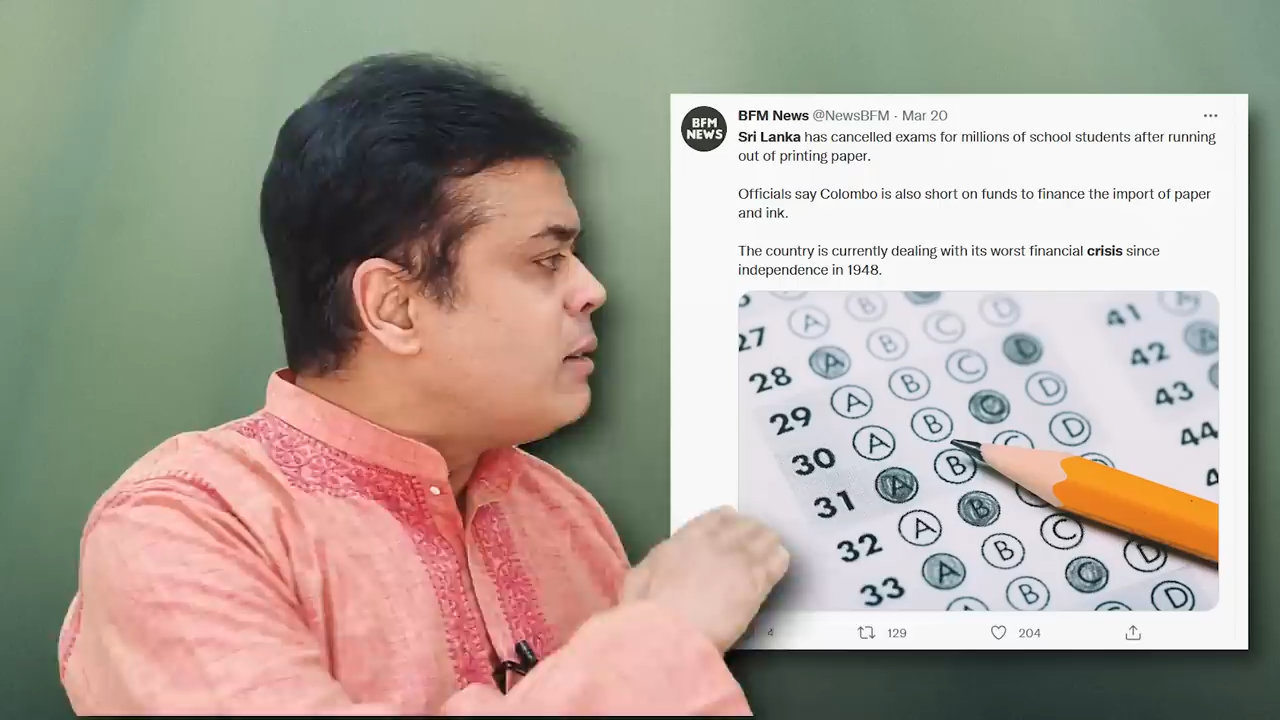 BFM
NEWS
BFM News @NewsBFM · Mar 20
Sri Lanka has cancelled exams for millions of school students after running
out of printing paper.
Officials say Colombo is also short on funds to finance the import of paper
and ink.
The country is currently dealing with its worst financial crisis since
independence in 1948.
27 A B D
28 A B C D 41
29 A B C D 42 A
30 A B C D 43
31 A B 44
32 A B C D
33 A B C D
4 129 204